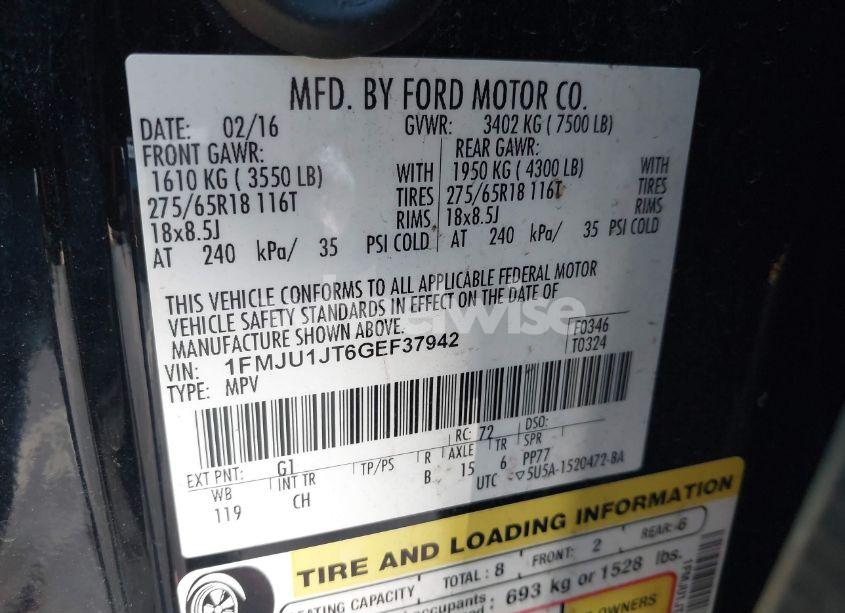 MFD. BY FORD MOTOR CO.
DATE: 02/16 GVWR: 3402 KG ( 7500 LB)
FRONT GAWR: REAR GAWR:
1610 KG ( 3550 LB) WITH 1950 KG ( 4300 LB) WITH
275/65R18 116T TIRES 275/65R18 116T TIRES
18x8.5J RIMS 18x8.5J RIMS
AT 240 kPa/ 35 PSI COLD AT 240 kPa/ 35 PSI COLD
THIS VEHICLE CONFORMS TO ALL APPLICABLE FEDERAL MOTOR
VEHICLE SAFETY STANDARDS IN EFFECT ON THE DATE OF
MANUFACTURE SHOWN ABOVE.
F0346
VIN: 1FMJU1JT6GEF37942
T0324
TYPE: MPV
RC: 72 DSO:
EXT PNT: G1
WB INT TR TP/PS R AXLE TR SPR
119 CH B 15 6 PP77
UTC ▽5U5A-1520472-BA
TIRE AND LOADING INFORMATION
SEATING CAPACITY TOTAL : 8 FRONT: 2 REAR: 6
occupants 693 kg or 1528 lbs.
OWNERS